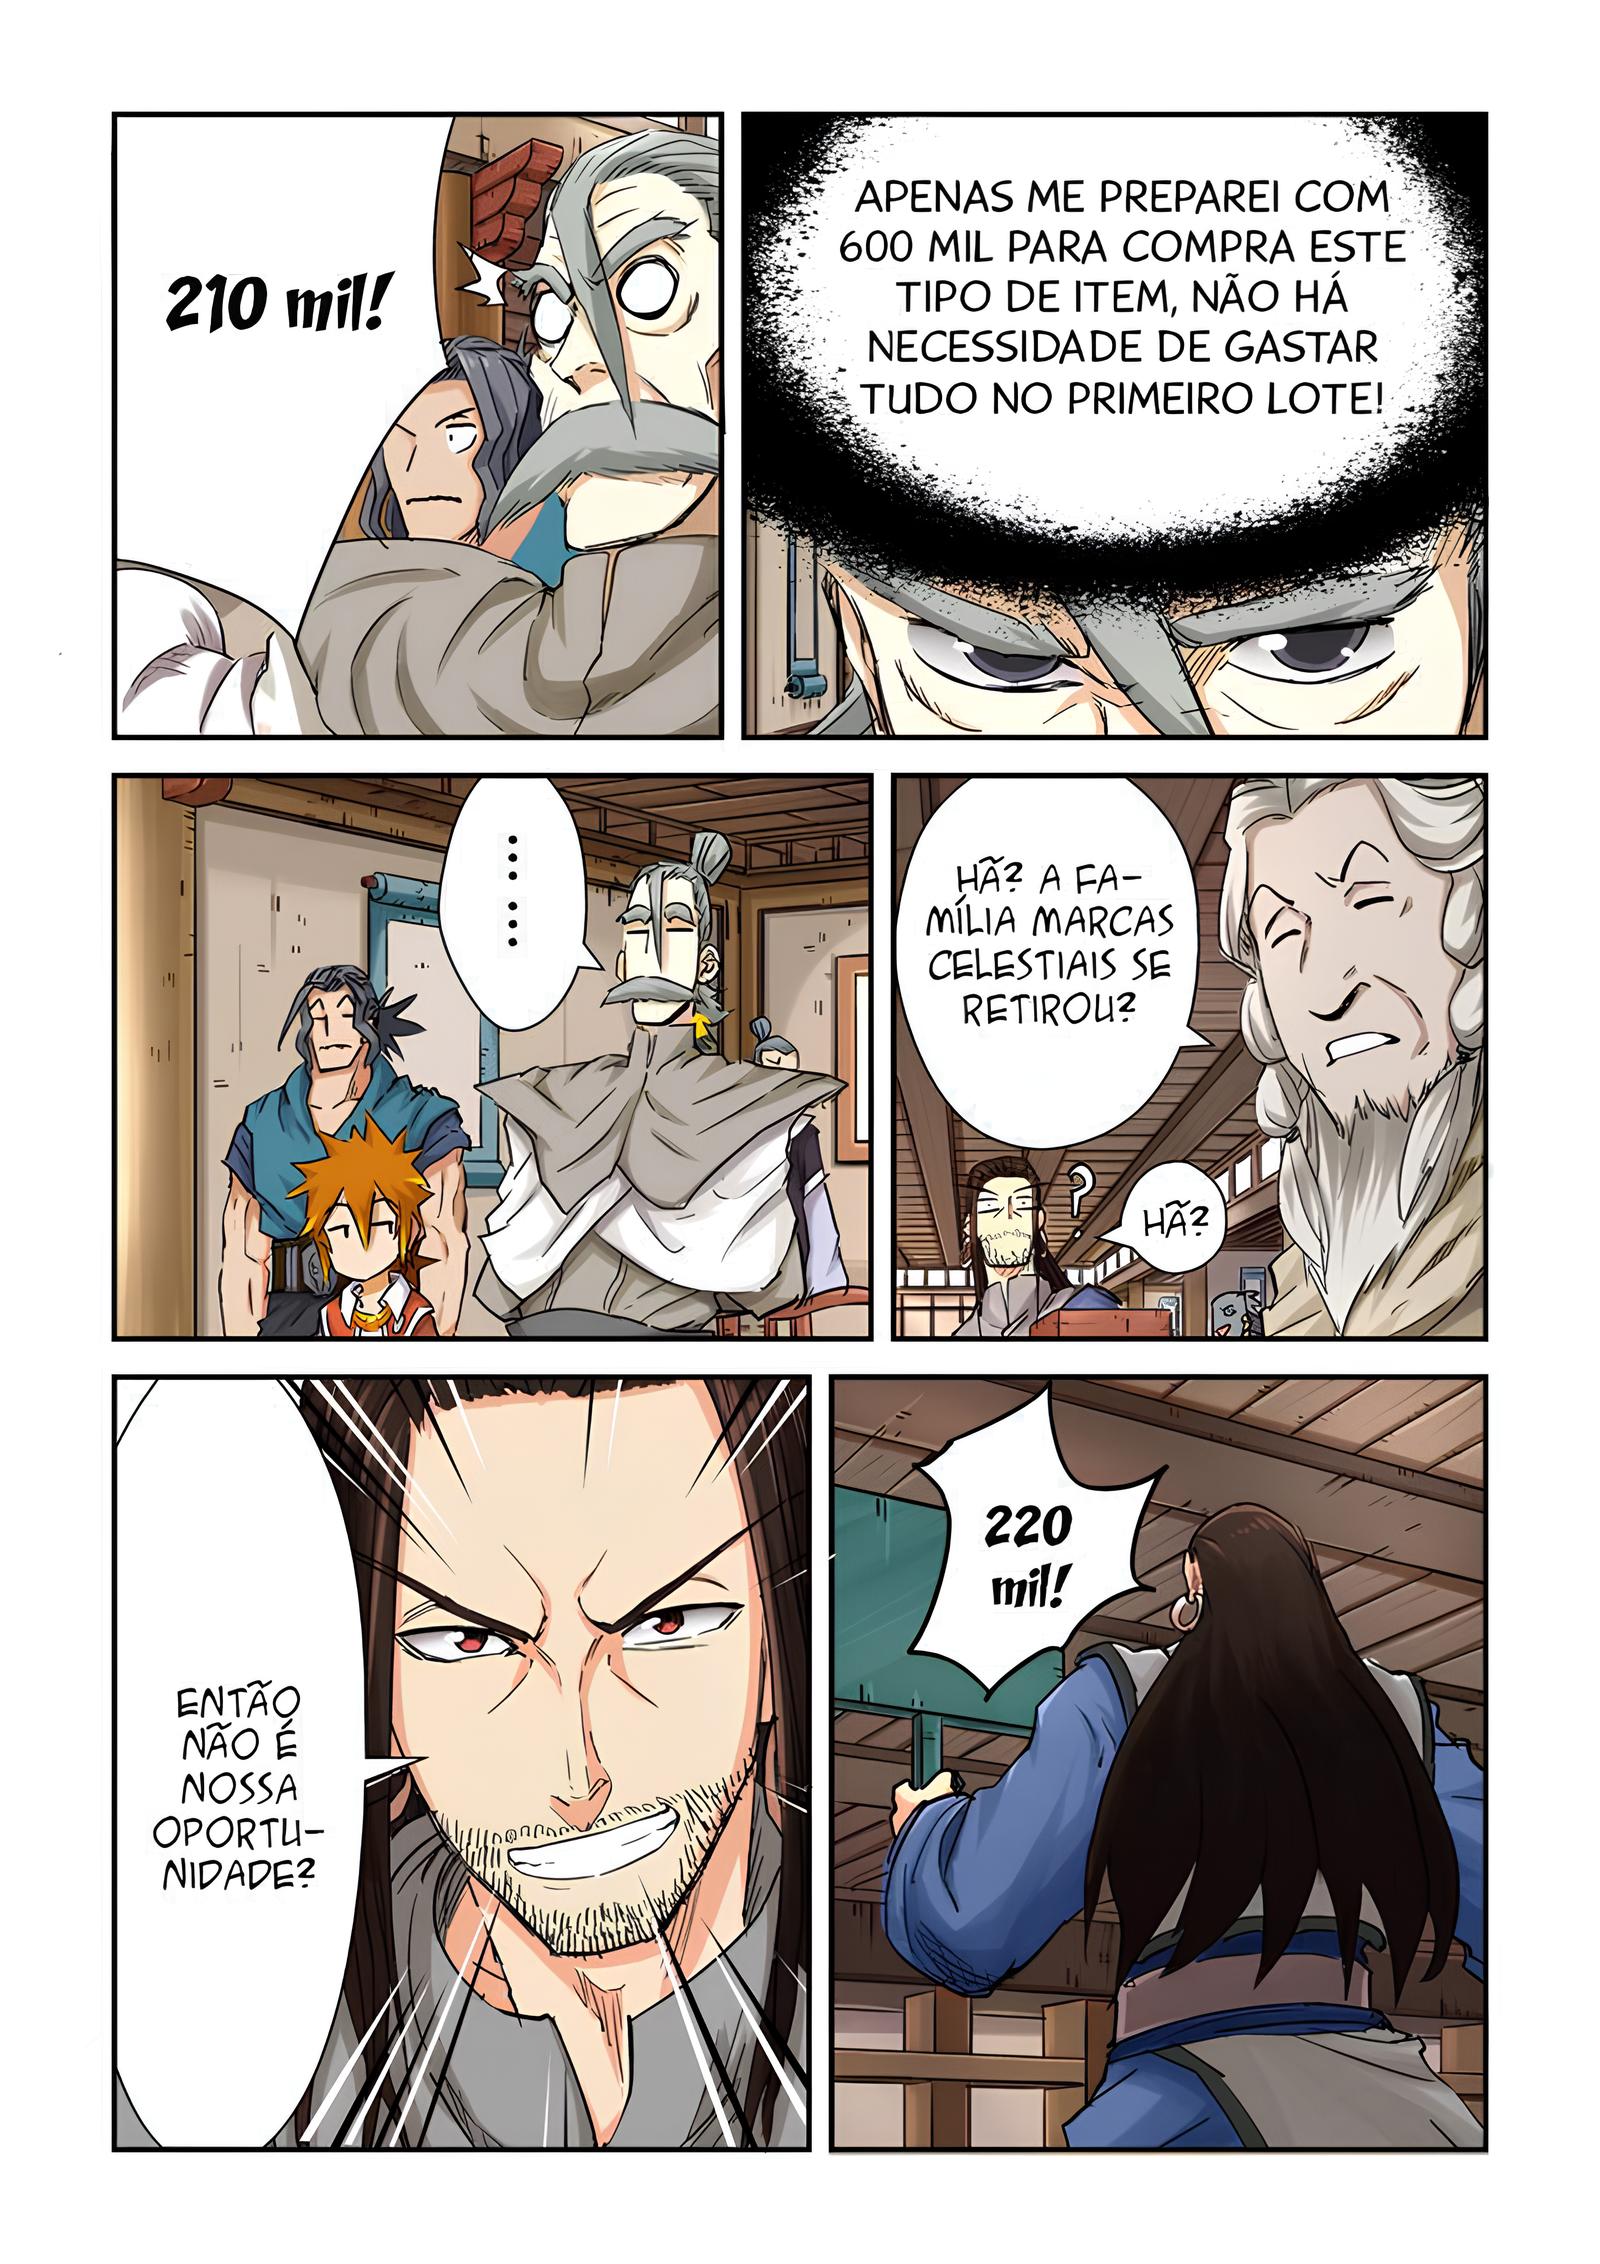 210 mil!
APENAS ME PREPAREI COM
600 MIL PARA COMPRA ESTE
TIPO DE ITEM, NÃO HÁ
NECESSIDADE DE GASTAR
TUDO NO PRIMEIRO LOTE!
......
HÃ? A FA-
MÍLIA MARCAS
CELESTIAIS SE
RETIROU?
?
HÃ?
ENTÃO
NÃO É
NOSSA
OPORTU-
NIDADE?
220
mil!